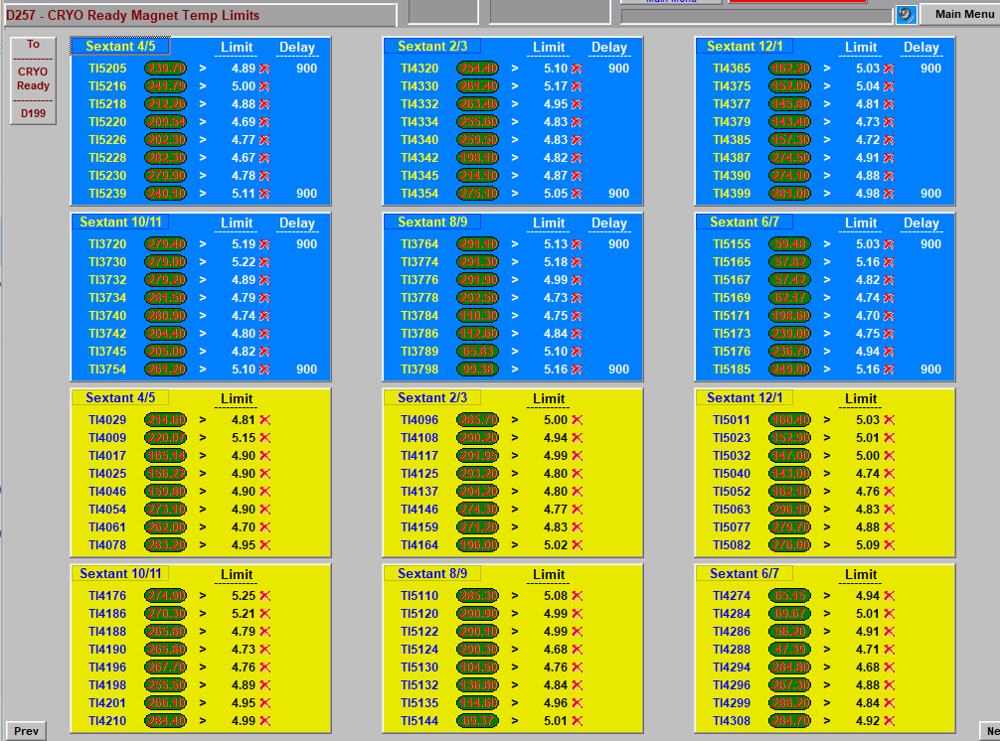 Main Menu
D257 - CRYO Ready Magnet Temp Limits
Main Menu
To
CRYO
Ready
D199
Sextant 4/5 Limit Delay
TI5205 239.70 > 4.89 900
TI5216 241.79 > 5.00
TI5218 212.26 > 4.88
TI5220 209.54 > 4.69
TI5226 202.30 > 4.77
TI5228 282.30 > 4.67
TI5230 279.90 > 4.78
TI5239 240.10 > 5.11 900
Sextant 2/3 Limit Delay
TI4320 254.40 > 5.10 900
TI4330 261.40 > 5.17
TI4332 263.46 > 4.95
TI4334 255.60 > 4.83
TI4340 259.50 > 4.83
TI4342 198.10 > 4.82
TI4345 214.10 > 4.87
TI4354 275.10 > 5.05 900
Sextant 12/1 Limit Delay
TI4365 162.20 > 5.03 900
TI4375 152.00 > 5.04
TI4377 145.80 > 4.81
TI4379 143.40 > 4.73
TI4385 157.30 > 4.72
TI4387 274.50 > 4.91
TI4390 274.10 > 4.88
TI4399 281.00 > 4.98 900
Sextant 10/11 Limit Delay
TI3720 279.40 > 5.19 900
TI3730 279.00 > 5.22
TI3732 279.20 > 4.89
TI3734 281.50 > 4.79
TI3740 280.90 > 4.74
TI3742 204.40 > 4.80
TI3745 205.00 > 4.82
TI3754 261.20 > 5.10 900
Sextant 8/9 Limit Delay
TI3764 291.10 > 5.13 900
TI3774 291.30 > 5.18
TI3776 291.90 > 4.99
TI3778 292.50 > 4.73
TI3784 110.30 > 4.75
TI3786 112.60 > 4.84
TI3789 65.83 > 5.10
TI3798 99.38 > 5.16 900
Sextant 6/7 Limit Delay
TI5155 59.48 > 5.03 900
TI5165 57.82 > 5.16
TI5167 57.42 > 4.82
TI5169 62.17 > 4.74
TI5171 198.60 > 4.70
TI5173 239.00 > 4.75
TI5176 236.70 > 4.94
TI5185 249.00 > 5.16 900
Sextant 4/5 Limit
TI4029 214.60 > 4.81
TI4009 220.07 > 5.15
TI4017 165.14 > 4.90
TI4025 156.27 > 4.90
TI4046 159.80 > 4.90
TI4054 273.10 > 4.90
TI4061 262.00 > 4.70
TI4078 283.20 > 4.95
Sextant 2/3 Limit
TI4096 285.70 > 5.00
TI4108 290.20 > 4.94
TI4117 291.95 > 4.99
TI4125 293.20 > 4.80
TI4137 294.20 > 4.80
TI4146 274.30 > 4.77
TI4159 271.20 > 4.83
TI4164 196.00 > 5.02
Sextant 12/1 Limit
TI5011 160.40 > 5.03
TI5023 152.90 > 5.01
TI5032 147.00 > 5.00
TI5040 143.00 > 4.74
TI5052 162.10 > 4.76
TI5063 296.10 > 4.83
TI5077 279.70 > 4.88
TI5082 276.00 > 5.09
Sextant 10/11 Limit
TI4176 274.90 > 5.25
TI4186 270.30 > 5.21
TI4188 265.80 > 4.79
TI4190 265.80 > 4.73
TI4196 267.70 > 4.76
TI4198 255.50 > 4.89
TI4201 266.10 > 4.95
TI4210 284.40 > 4.99
Sextant 8/9 Limit
TI5110 285.30 > 5.08
TI5120 290.90 > 4.99
TI5122 290.10 > 4.99
TI5124 290.30 > 4.68
TI5130 104.50 > 4.76
TI5132 136.80 > 4.84
TI5135 114.60 > 4.96
TI5144 69.37 > 5.01
Sextant 6/7 Limit
TI4274 65.15 > 4.94
TI4284 69.67 > 5.01
TI4286 56.20 > 4.91
TI4288 47.39 > 4.71
TI4294 284.80 > 4.68
TI4296 267.30 > 4.88
TI4299 288.20 > 4.84
TI4308 284.70 > 4.92
Prev
Ne